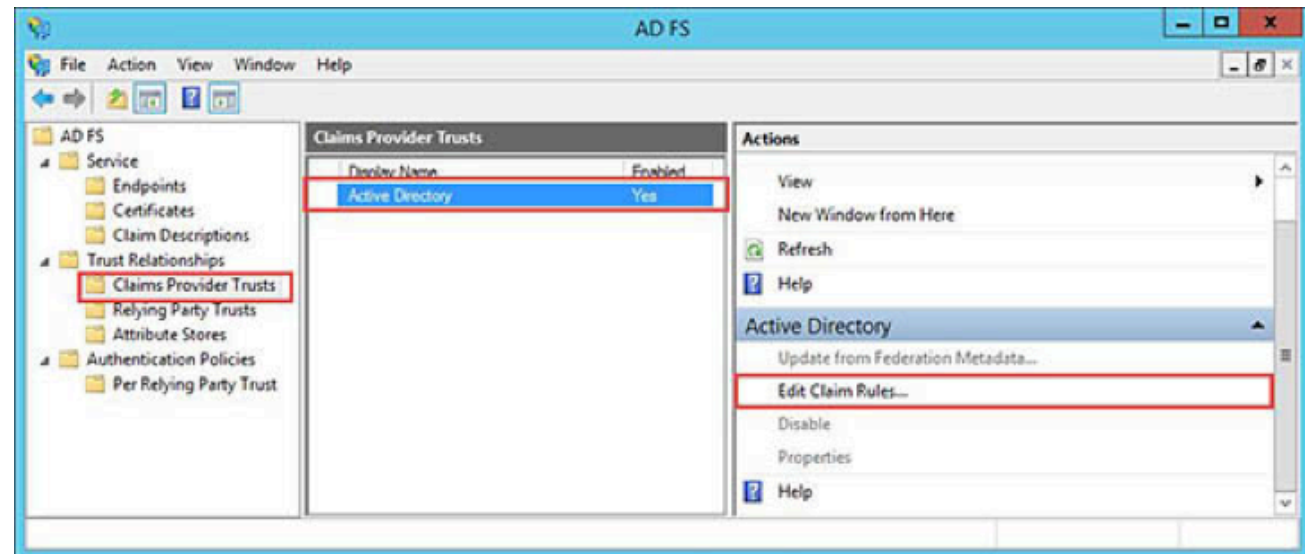 AD FS
File Action View Window Help
AD FS
Service
Endpoints
Certificates
Claim Descriptions
Trust Relationships
Claims Provider Trusts
Relying Party Trusts
Attribute Stores
Authentication Policies
Per Relying Party Trust
Claims Provider Trusts
Display Name Enabled
Active Directory Yes
Actions
View
New Window from Here
Refresh
Help
Active Directory
Update from Federation Metadata...
Edit Claim Rules...
Disable
Properties
Help